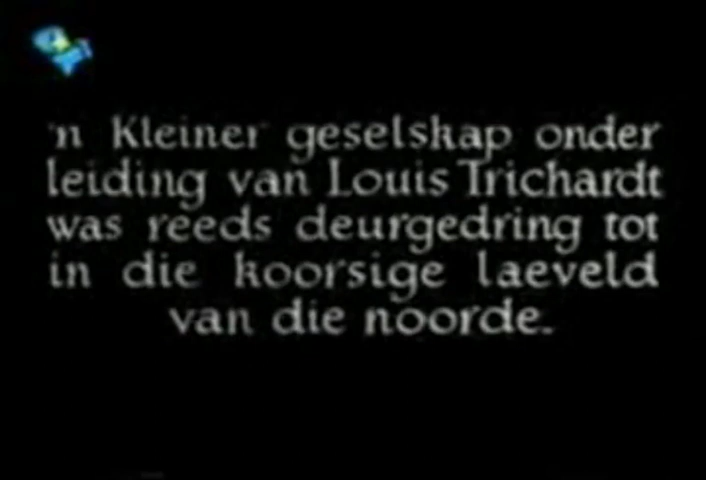 'n Kleiner geselskap onder
leiding van Louis Trichardt
was reeds deurgedring tot
in die koorsige laeveld
van die noorde.